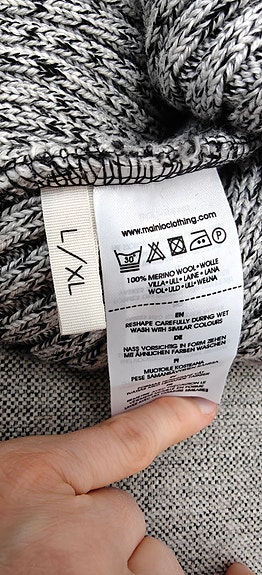 L/XL
www.mainioclothing.com
30°
P
100% MERINO WOOL•WOLLE
VILLA•ULL•LAINE•LANA
WOL•ULD•ULL•WEŁNA
EN
RESHAPE CAREFULLY DURING WET
WASH WITH SIMILAR COLOURS
DE
NASS VORSICHTIG IN FORM ZIEHEN
MIT ÄHNLICHEN FARBEN WASCHEN
FI
MUOTOILE KOSTEANA
PESE